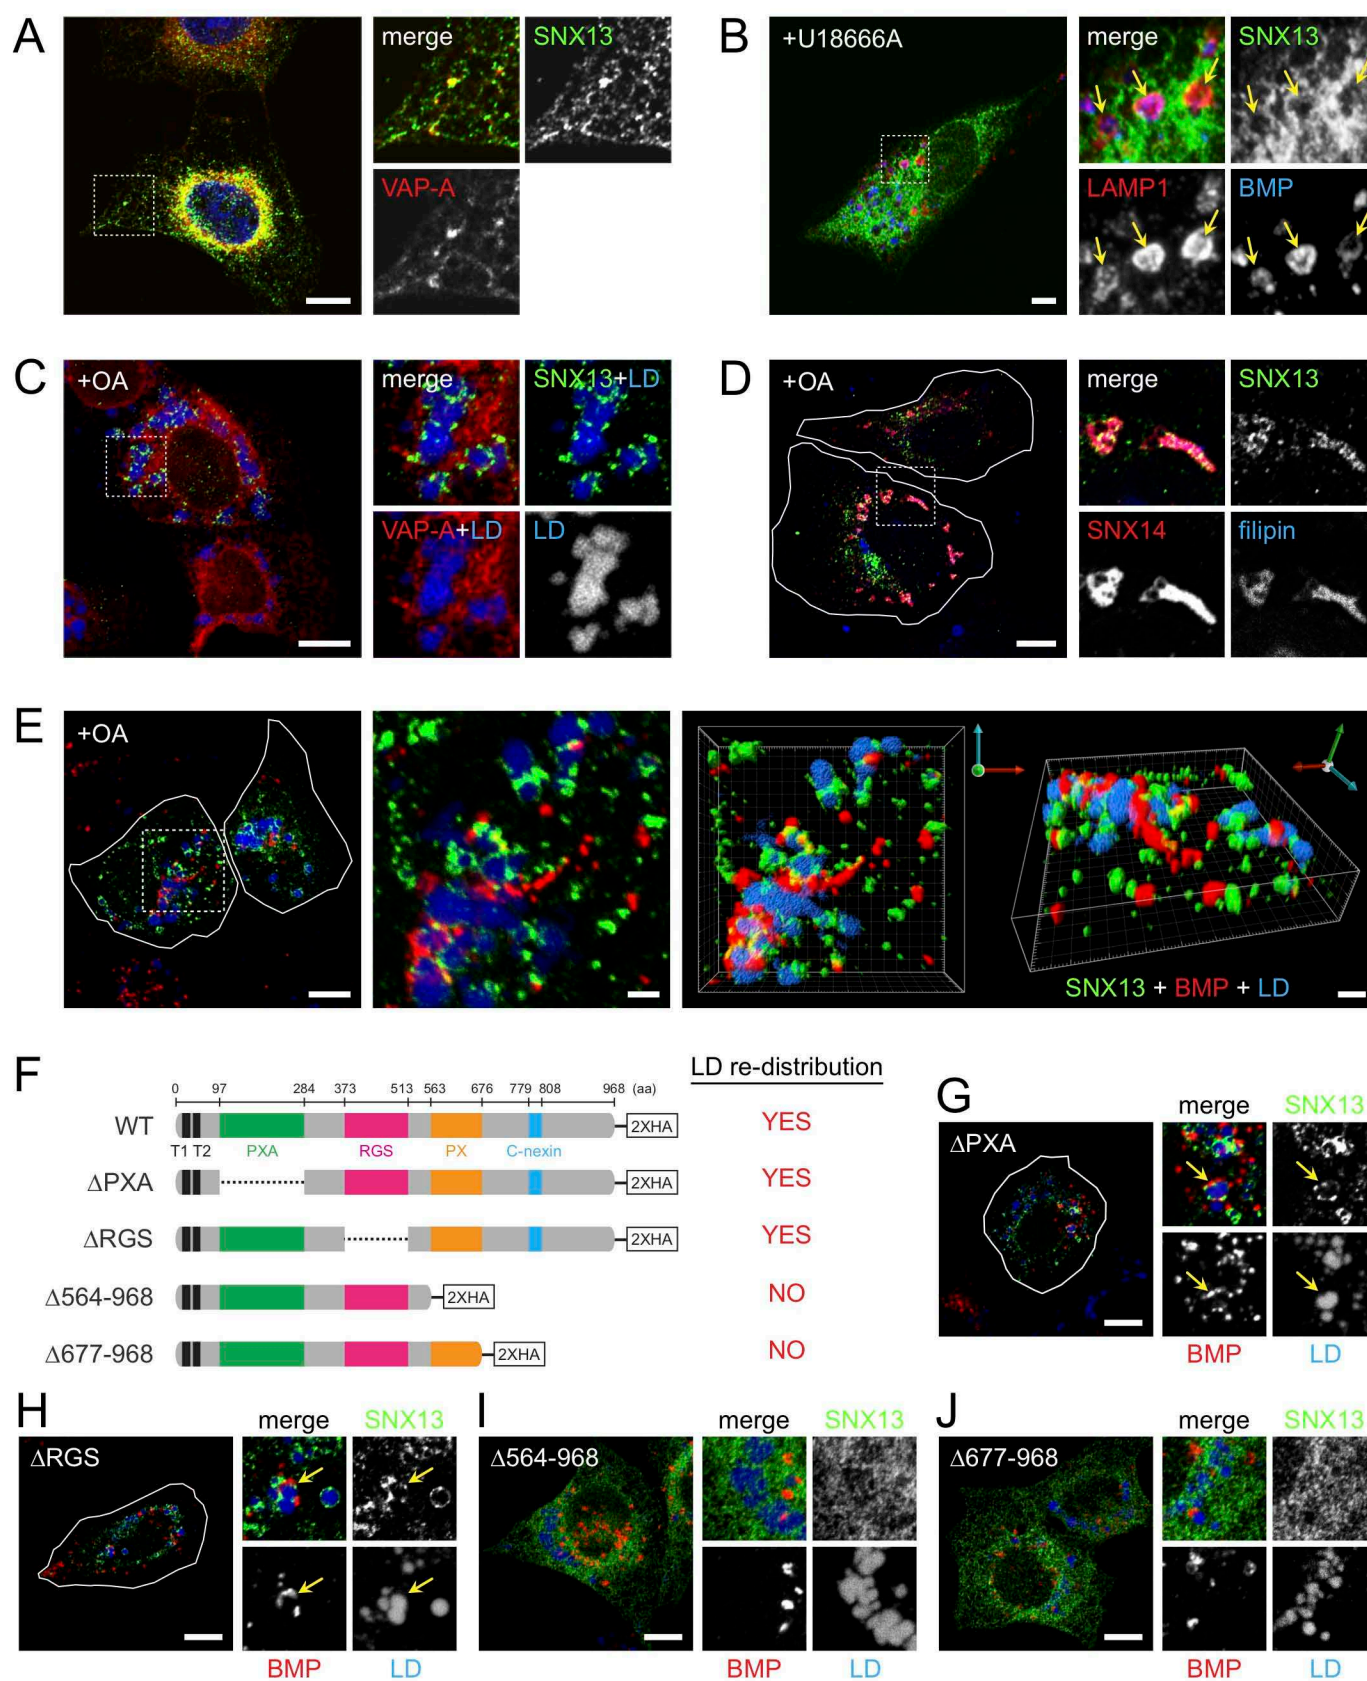 A
merge
SNX13
VAP-A
B
+U18666A
merge
SNX13
LAMP1
BMP
C
+OA
merge
SNX13+LD
VAP-A+LD
LD
D
+OA
merge
SNX13
SNX14
filipin
E
+OA
SNX13 + BMP + LD
F
LD re-distribution
0 97 284 373 513 563 676 779 808 968 (aa)
WT 2XHA YES
T1 T2 PXA RGS PX C-nexin
ΔPXA 2XHA YES
ΔRGS 2XHA YES
Δ564-968 2XHA NO
Δ677-968 2XHA NO
G
ΔPXA
merge
SNX13
BMP
LD
H
ΔRGS
merge
SNX13
BMP
LD
I
Δ564-968
merge
SNX13
BMP
LD
J
Δ677-968
merge
SNX13
BMP
LD